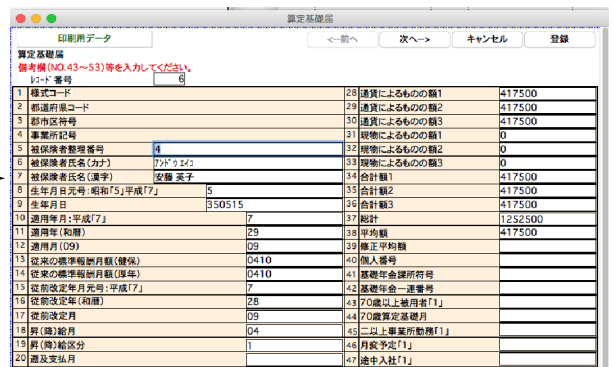 算定基礎届
印刷用データ
<--前へ
次へ-->
キャンセル
登録
算定基礎届
備考欄(NO.43～53)等を入力してください。
ﾚｺｰﾄﾞ番号 6
1 様式コード
2 都道府県コード
3 郡市区符号
4 事業所記号
5 被保険者整理番号 4
6 被保険者氏名(カナ) ｱﾝﾄﾞｳ ｴｲｺ
7 被保険者氏名(漢字) 安藤 英子
8 生年月日元号:昭和「5」平成「7」 5
9 生年月日 350515
10 適用年月:平成「7」 7
11 適用年(和暦) 29
12 適用月(09) 09
13 従来の標準報酬月額(健保) 0410
14 従来の標準報酬月額(厚年) 0410
15 従前改定年月元号:平成「7」 7
16 従前改定年(和暦) 28
17 従前改定月 09
18 昇(降)給月 04
19 昇(降)給区分 1
20 遡及支払月
28 通貨によるものの額1 417500
29 通貨によるものの額2 417500
30 通貨によるものの額3 417500
31 現物によるものの額1 0
32 現物によるものの額2 0
33 現物によるものの額3 0
34 合計額1 417500
35 合計額2 417500
36 合計額3 417500
37 総計 1252500
38 平均額 417500
39 修正平均額
40 個人番号
41 基礎年金課所符号
42 基礎年金一連番号
43 70歳以上被用者「1」
44 70歳算定基礎月
45 二以上事業所勤務「1」
46 月変予定「1」
47 途中入社「1」